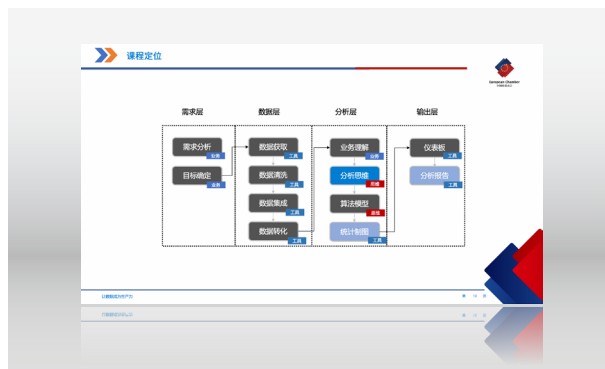 课程定位
需求层 数据层 分析层 输出层
需求分析 业务 数据获取 工具 业务理解 业务 仪表板 工具
目标确定 业务 数据清洗 工具 分析思维 思维 分析报告 工具
数据集成 工具 算法模型 思维
数据转化 工具 统计制图 工具